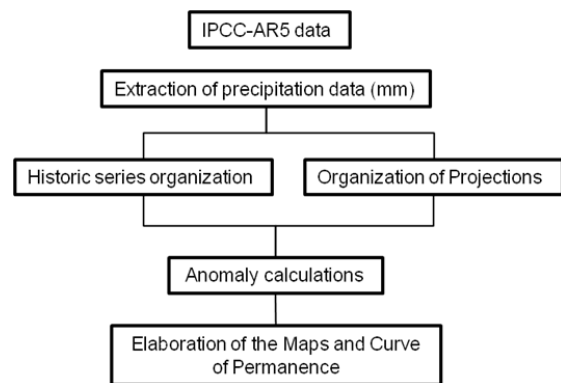 IPCC-AR5 data
Extraction of precipitation data (mm)
Historic series organization
Organization of Projections
Anomaly calculations
Elaboration of the Maps and Curve
of Permanence